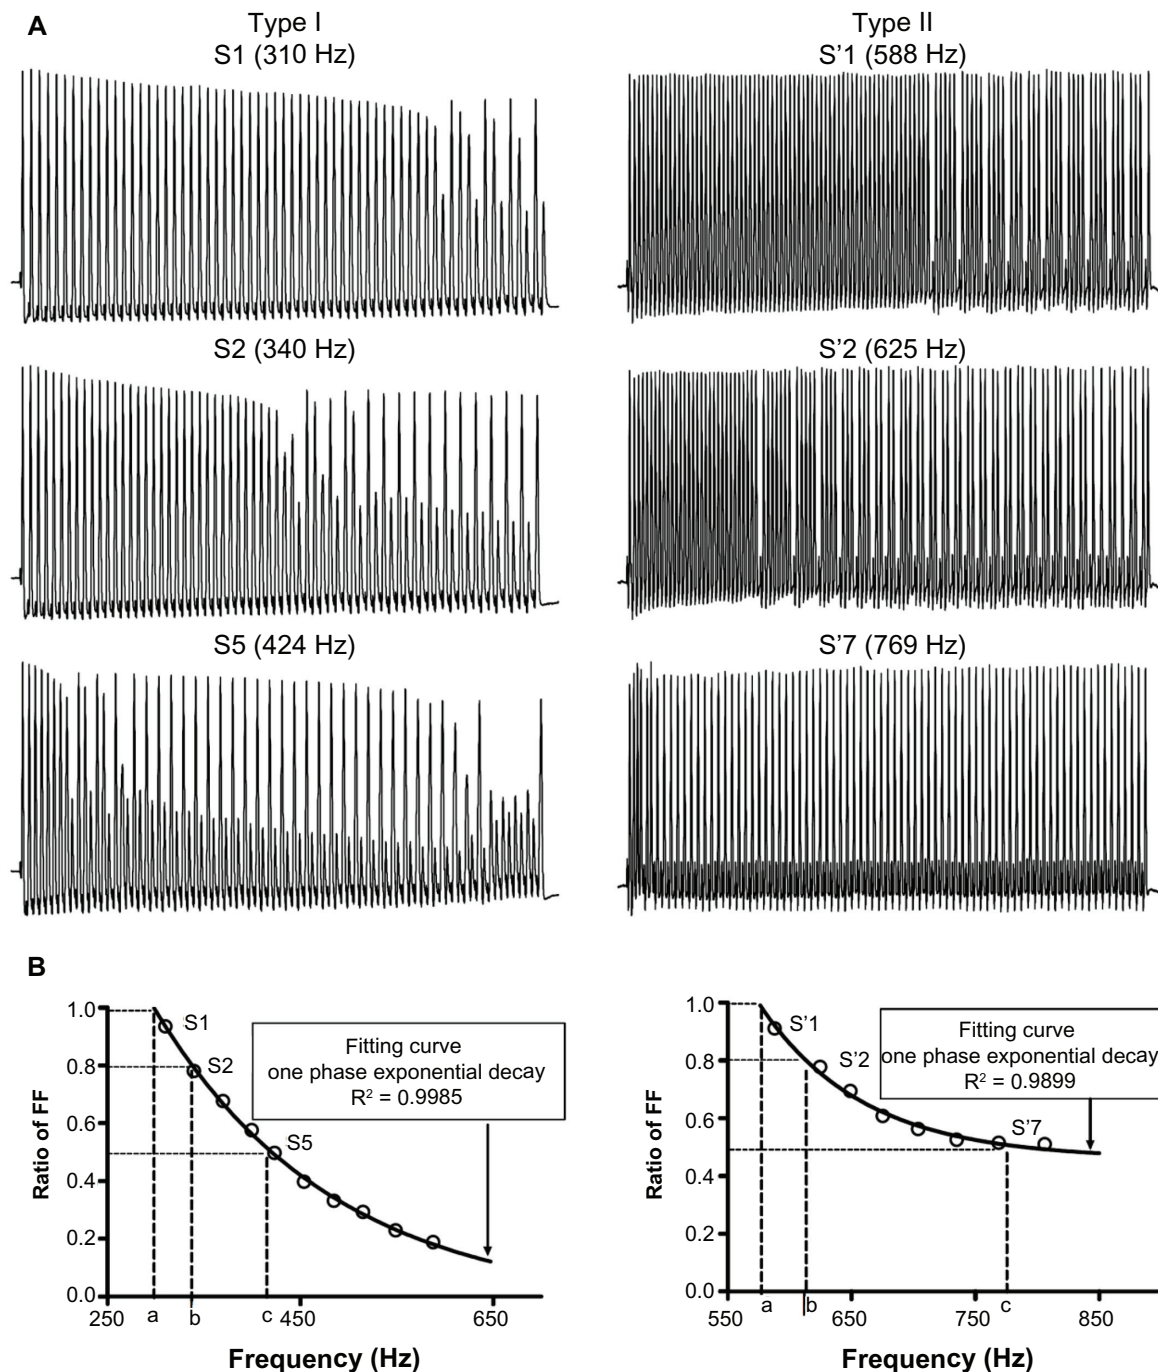 A
Type I
S1 (310 Hz)
Type II
S'1 (588 Hz)
S2 (340 Hz)
S'2 (625 Hz)
S5 (424 Hz)
S'7 (769 Hz)
B
Ratio of FF
1.0
0.8
0.6
0.4
0.2
0.0
S1
S2
S5
Fitting curve
one phase exponential decay
R² = 0.9985
250
a
b
c
450
650
Frequency (Hz)
Ratio of FF
1.0
0.8
0.6
0.4
0.2
0.0
S'1
S'2
S'7
Fitting curve
one phase exponential decay
R² = 0.9899
550
a
b
650
750
c
850
Frequency (Hz)